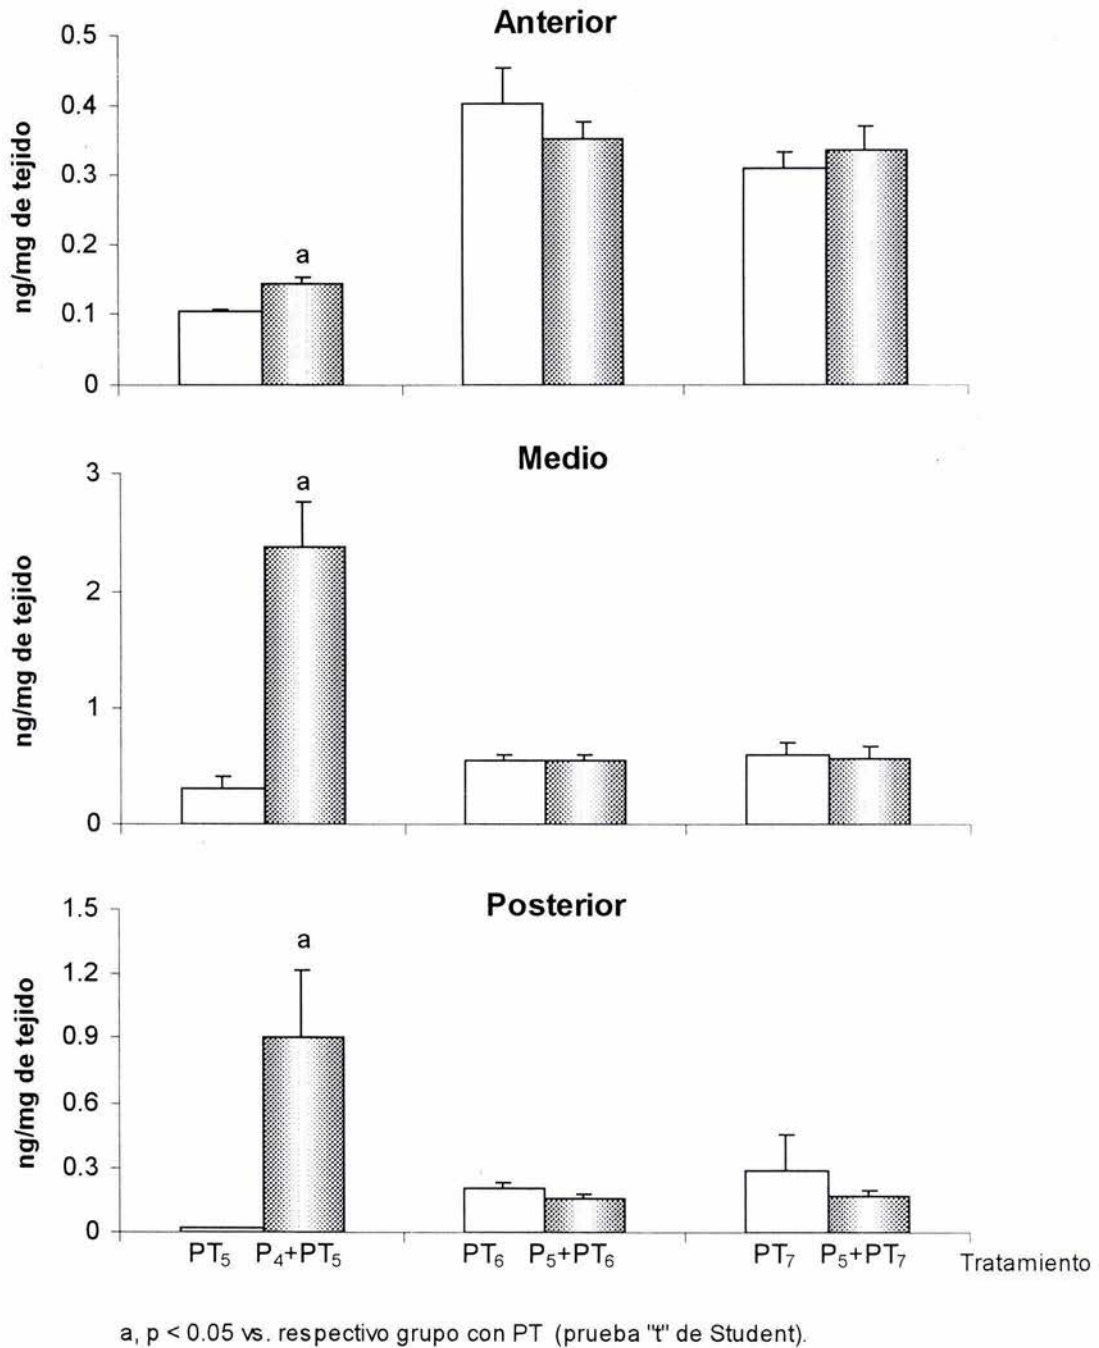 Anterior
ng/mg de tejido
0.5
0.4
0.3
0.2
0.1
0
a
Medio
ng/mg de tejido
3
2
1
0
a
Posterior
ng/mg de tejido
1.5
1.2
0.9
0.6
0.3
0
a
PT₅ P₄+PT₅ PT₆ P₅+PT₆ PT₇ P₅+PT₇ Tratamiento
a, p < 0.05 vs. respectivo grupo con PT (prueba "t" de Student).